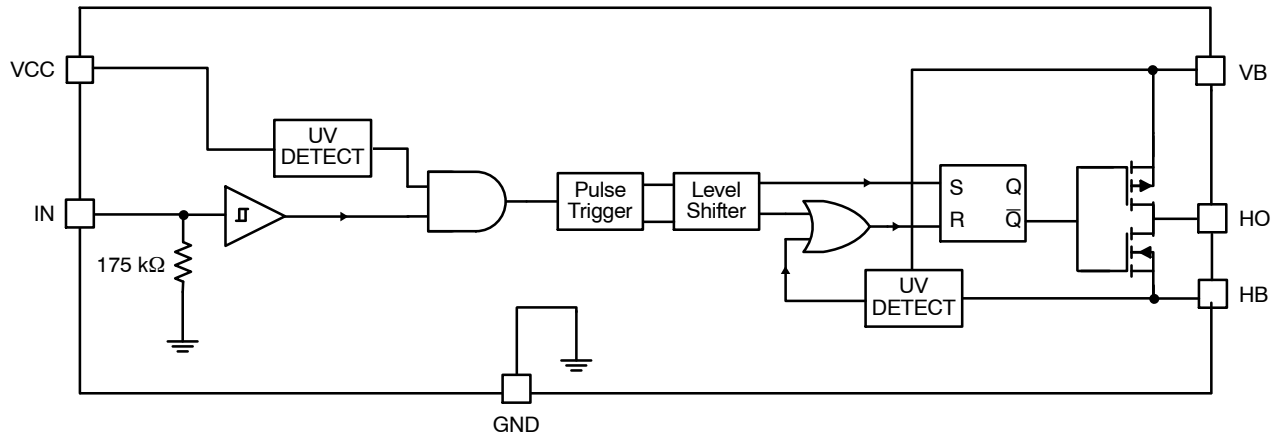 VCC
VB
UV
DETECT
IN
175 kΩ
Pulse
Trigger
Level
Shifter
S Q
R Q̅
HO
UV
DETECT
HB
GND